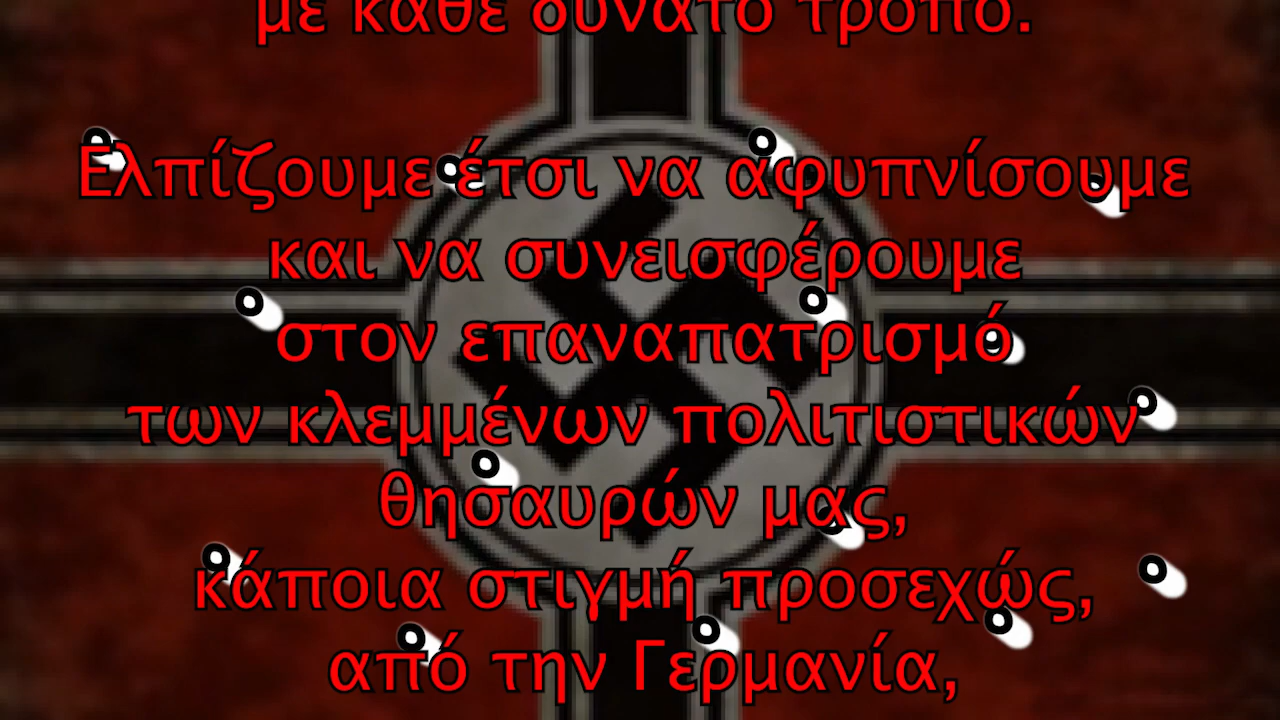 με κάθε δυνατό τρόπο.
Ελπίζουμε έτσι να αφυπνίσουμε
και να συνεισφέρουμε
στον επαναπατρισμό
των κλεμμένων πολιτιστικών
θησαυρών μας,
κάποια στιγμή προσεχώς,
από την Γερμανία,